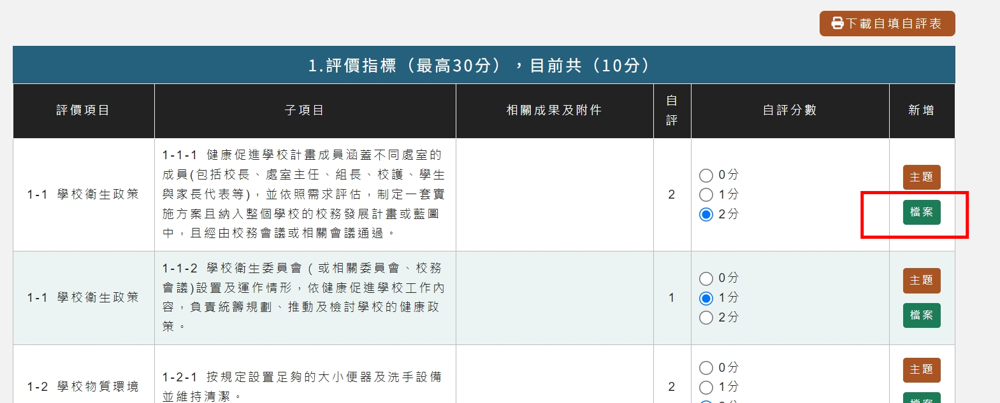 下載自填自評表
1.評價指標（最高30分），目前共（10分）
評價項目
子項目
相關成果及附件
自
評
自評分數
新增
1-1 學校衛生政策
1-1-1 健康促進學校計畫成員涵蓋不同處室的
成員(包括校長、處室主任、組長、校護、學生
與家長代表等)，並依照需求評估，制定一套實
施方案且納入整個學校的校務發展計畫或藍圖
中，且經由校務會議或相關會議通過。
2
0分
1分
2分
主題
檔案
1-1 學校衛生政策
1-1-2 學校衛生委員會（或相關委員會、校務
會議)設置及運作情形，依健康促進學校工作內
容，負責統籌規劃、推動及檢討學校的健康政
策。
1
0分
1分
2分
主題
檔案
1-2 學校物質環境
1-2-1 按規定設置足夠的大小便器及洗手設備
並維持清潔。
2
0分
1分
主題